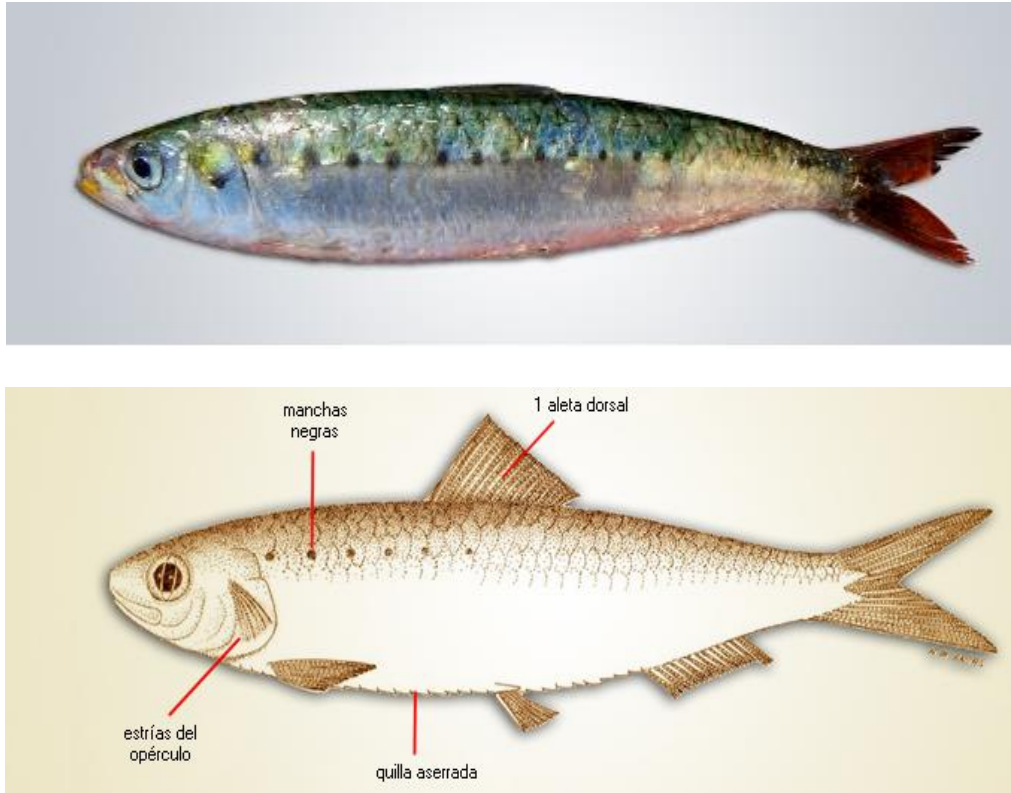 manchas
negras
1 aleta dorsal
estrías del
opérculo
quilla aserrada